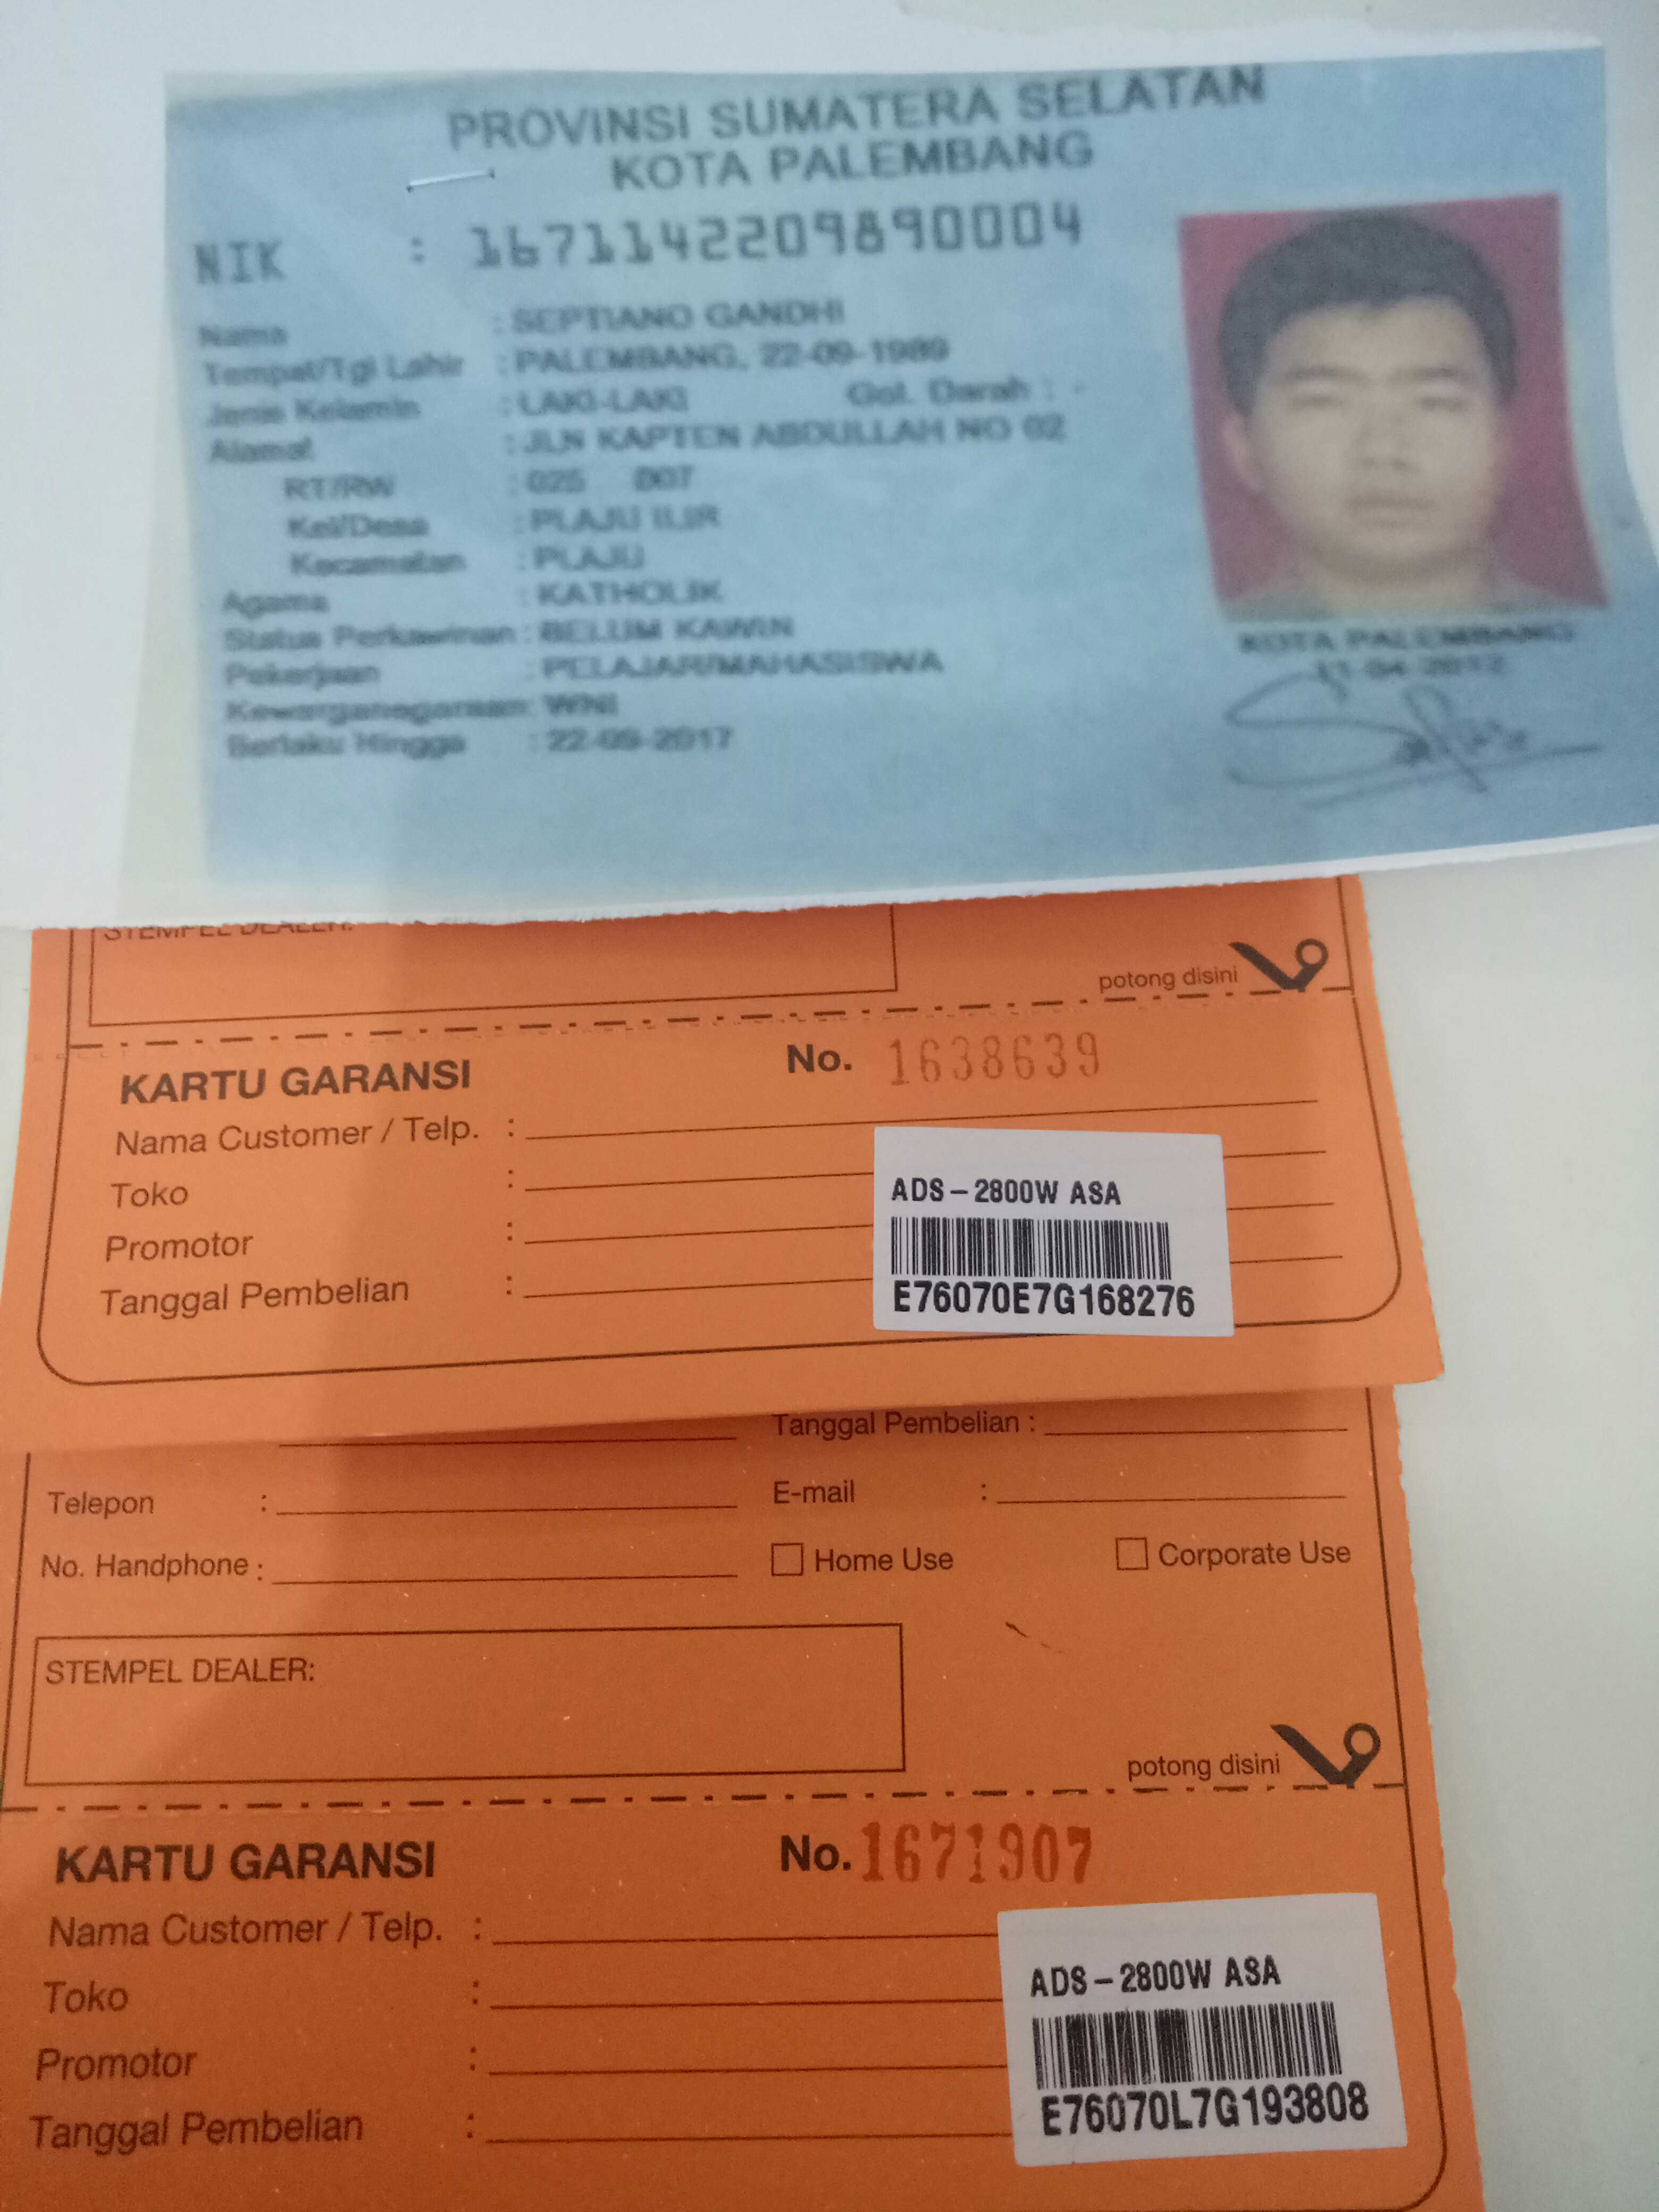 PROVINSI SUMATERA SELATAN
KOTA PALEMBANG
NIK : 1671142209890004
Nama : SEPTIANO GANDHI
Tempat/Tgl Lahir : PALEMBANG, 22-09-1989
Jenis Kelamin : LAKI-LAKI Gol. Darah : -
Alamat : JLN KAPTEN ABDULLAH NO 02
RT/RW : 025 007
Kel/Desa : PLAJU ILIR
Kecamatan : PLAJU
Agama : KATHOLIK
Status Perkawinan : BELUM KAWIN
Pekerjaan : PELAJAR/MAHASISWA
Kewarganegaraan : WNI
Berlaku Hingga : 22-09-2017
KOTA PALEMBANG
11-04-2012
STEMPEL DEALER:
potong disini
KARTU GARANSI No. 1638639
Nama Customer / Telp. :
Toko :
Promotor :
Tanggal Pembelian :
ADS-2800W ASA
E76070E7G168276
Tanggal Pembelian :
Telepon : E-mail :
No. Handphone : Home Use Corporate Use
STEMPEL DEALER:
potong disini
KARTU GARANSI No. 1671907
Nama Customer / Telp. :
Toko :
Promotor :
Tanggal Pembelian :
ADS-2800W ASA
E76070L7G193808